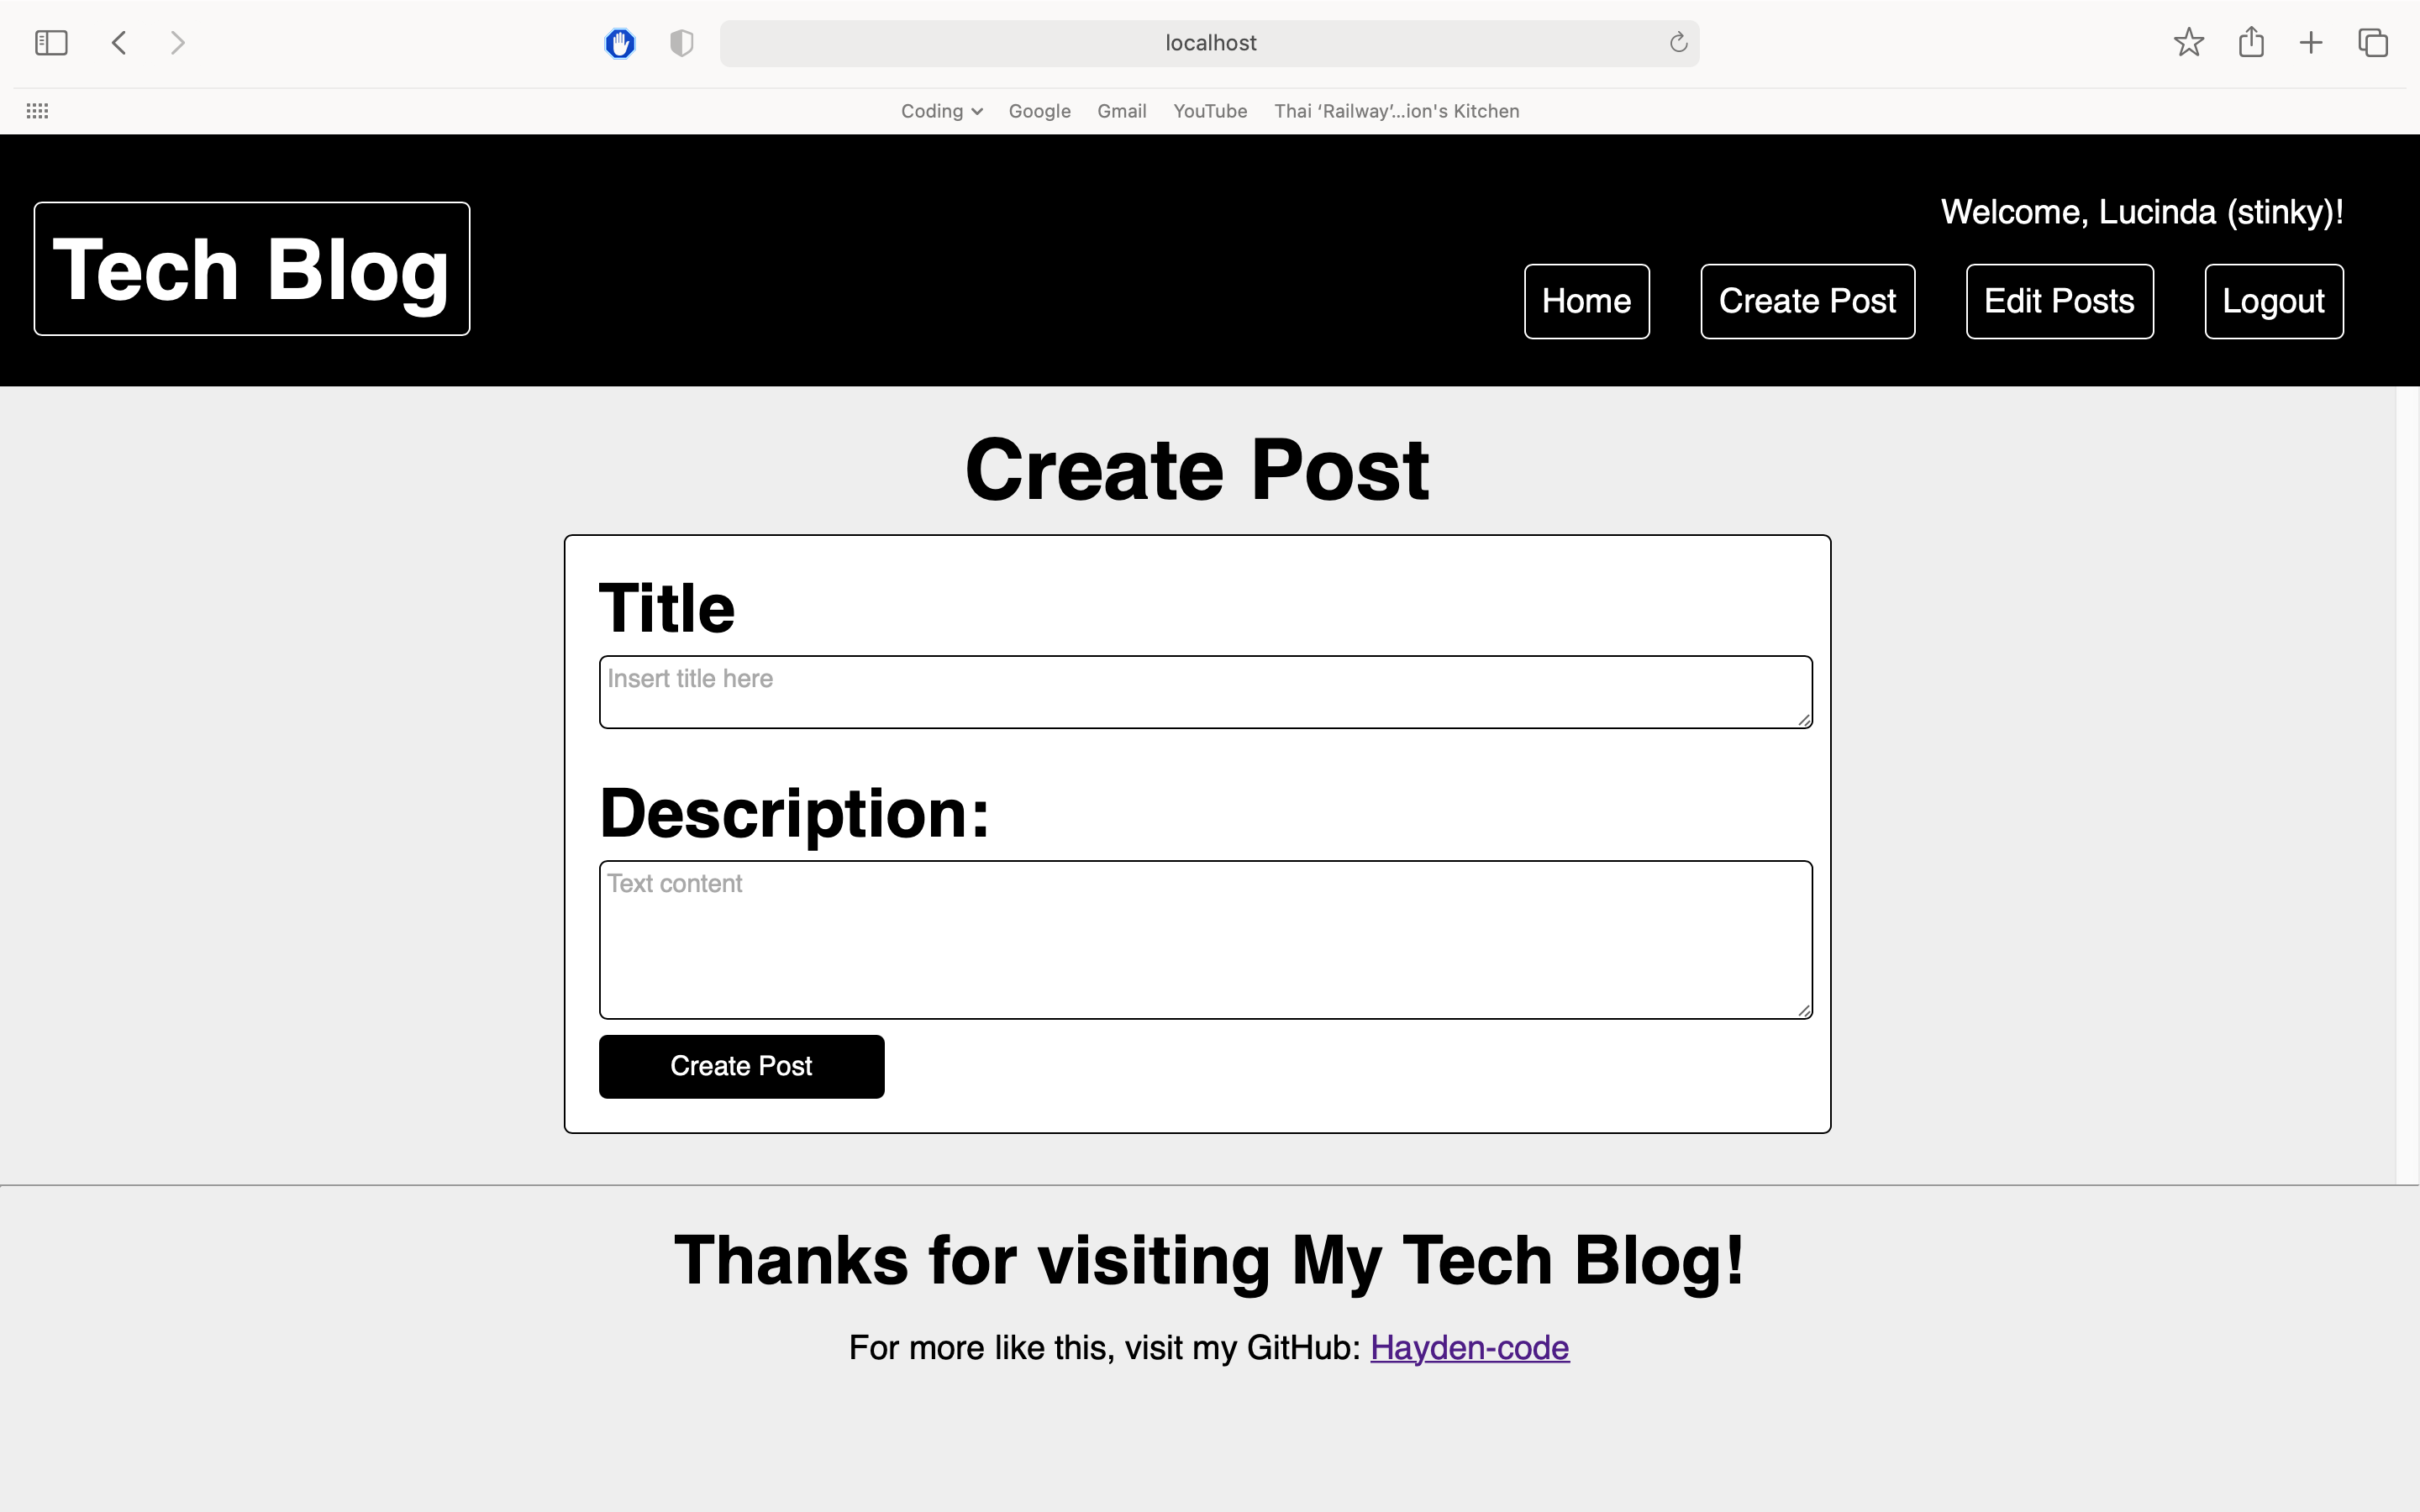 localhost
Coding Google Gmail YouTube Thai ‘Railway’...ion's Kitchen
Welcome, Lucinda (stinky)!
Tech Blog
Home Create Post Edit Posts Logout
Create Post
Title
Insert title here
Description:
Text content
Create Post
Thanks for visiting My Tech Blog!
For more like this, visit my GitHub: Hayden-code